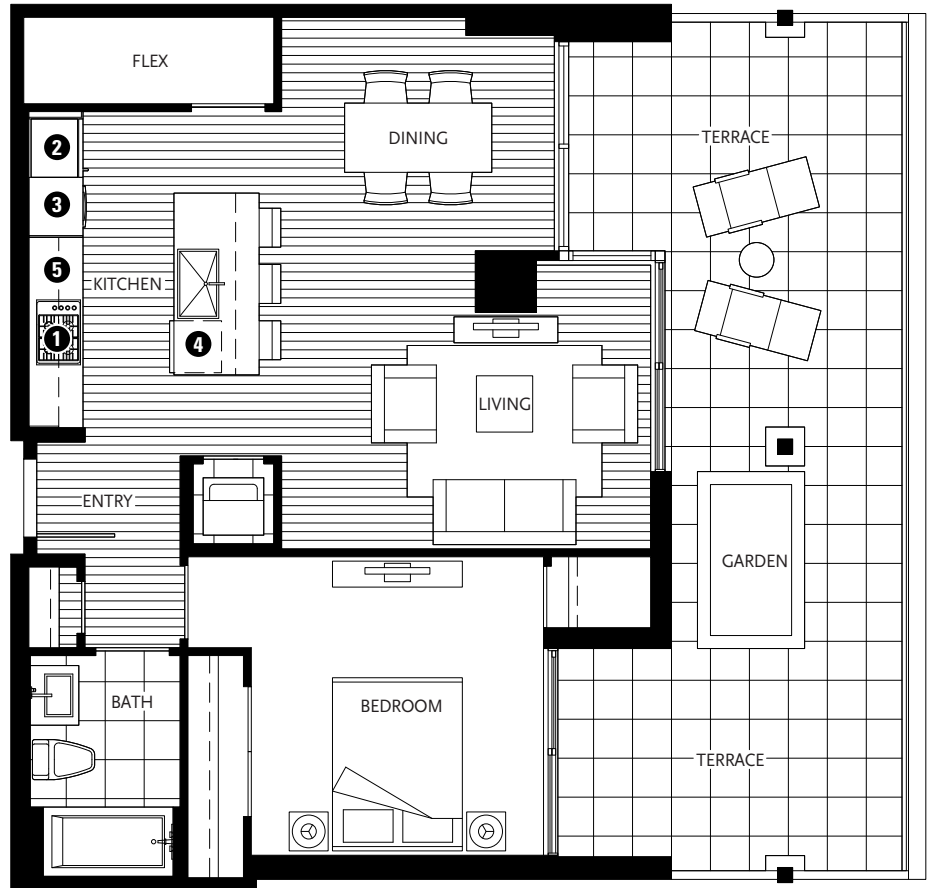 FLEX
DINING
TERRACE
2
3
5
KITCHEN
1
4
LIVING
ENTRY
GARDEN
BATH
BEDROOM
TERRACE